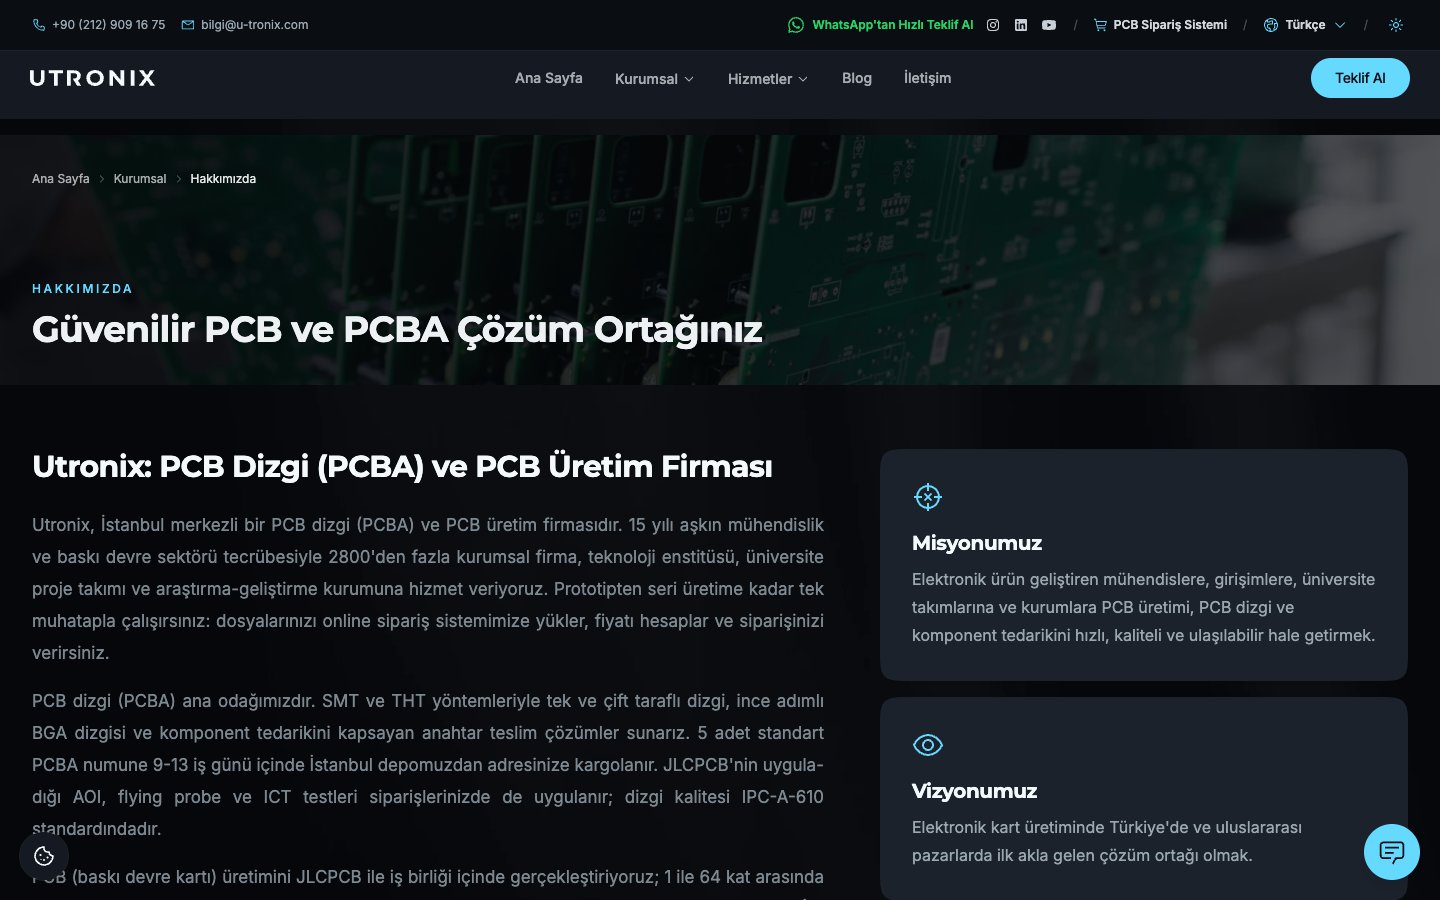 +90 (212) 909 16 75
bilgi@u-tronix.com
WhatsApp'tan Hızlı Teklif Al
/
PCB Sipariş Sistemi
/
Türkçe
/
UTRONIX
Ana Sayfa
Kurumsal
Hizmetler
Blog
İletişim
Teklif Al
Ana Sayfa
Kurumsal
Hakkımızda
HAKKIMIZDA
Güvenilir PCB ve PCBA Çözüm Ortağınız
Utronix: PCB Dizgi (PCBA) ve PCB Üretim Firması
Utronix, İstanbul merkezli bir PCB dizgi (PCBA) ve PCB üretim firmasıdır. 15 yılı aşkın mühendislik
ve baskı devre sektörü tecrübesiyle 2800'den fazla kurumsal firma, teknoloji enstitüsü, üniversite
proje takımı ve araştırma-geliştirme kurumuna hizmet veriyoruz. Prototipten seri üretime kadar tek
muhatapla çalışırsınız: dosyalarınızı online sipariş sistemimize yükler, fiyatı hesaplar ve siparişinizi
verirsiniz.
PCB dizgi (PCBA) ana odağımızdır. SMT ve THT yöntemleriyle tek ve çift taraflı dizgi, ince adımlı
BGA dizgisi ve komponent tedarikini kapsayan anahtar teslim çözümler sunarız. 5 adet standart
PCBA numune 9-13 iş günü içinde İstanbul depomuzdan adresinize kargolanır. JLCPCB'nin uygula-
dığı AOI, flying probe ve ICT testleri siparişlerinizde de uygulanır; dizgi kalitesi IPC-A-610
standardındadır.
PCB (baskı devre kartı) üretimini JLCPCB ile iş birliği içinde gerçekleştiriyoruz; 1 ile 64 kat arasında
Misyonumuz
Elektronik ürün geliştiren mühendislere, girişimlere, üniversite
takımlarına ve kurumlara PCB üretimi, PCB dizgi ve
komponent tedarikini hızlı, kaliteli ve ulaşılabilir hale getirmek.
Vizyonumuz
Elektronik kart üretiminde Türkiye'de ve uluslararası
pazarlarda ilk akla gelen çözüm ortağı olmak.